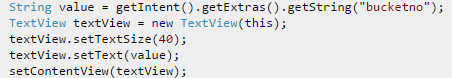 String value = getIntent().getExtras().getString("bucketno");
TextView textView = new TextView(this);
textView.setTextSize(40);
textView.setText(value);
setContentView(textView);